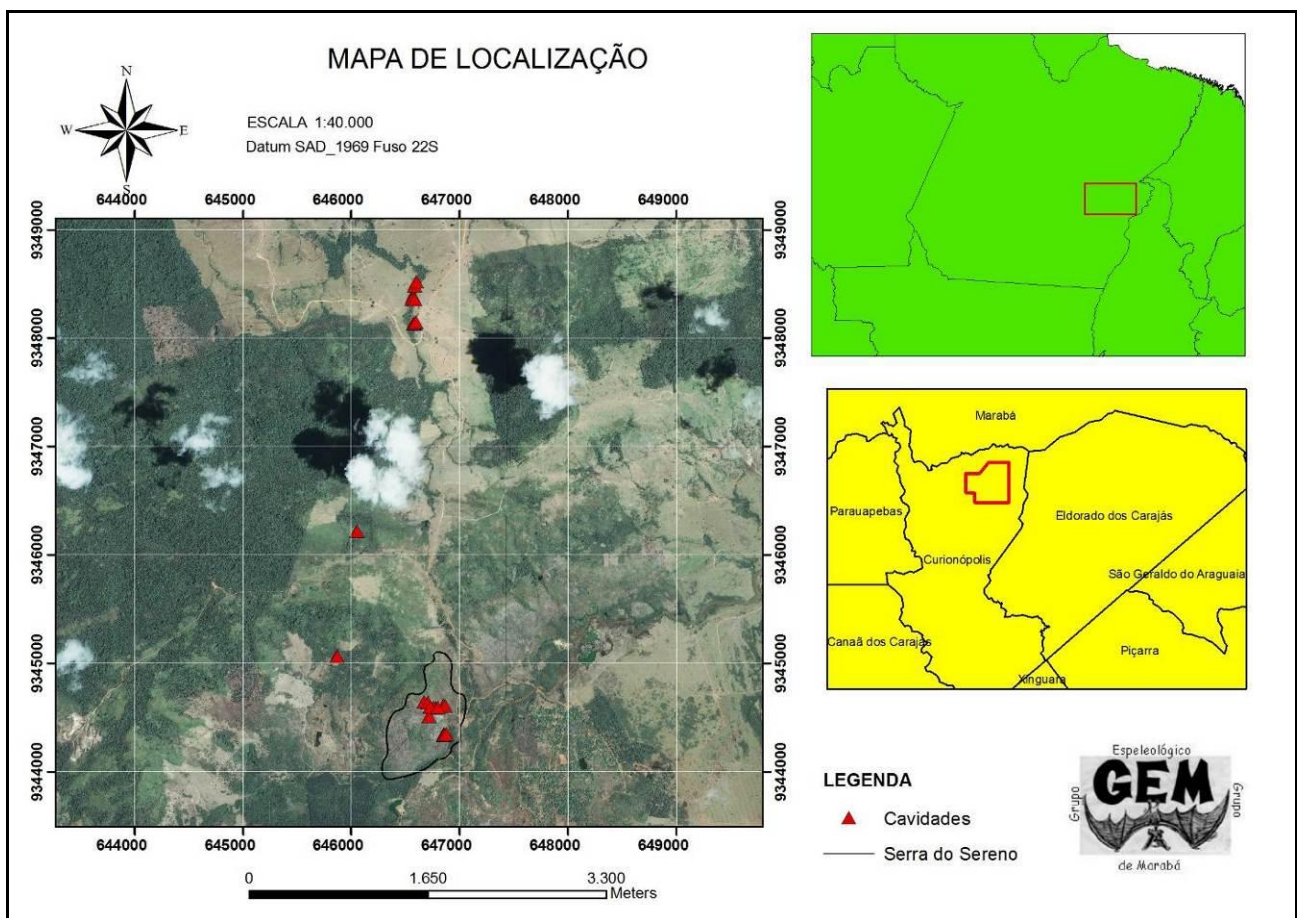 MAPA DE LOCALIZAÇÃO
N
W
E
S
ESCALA 1:40.000
Datum SAD_1969 Fuso 22S
644000 645000 646000 647000 648000 649000
9349000 9349000
9348000 9348000
9347000 9347000
9346000 9346000
9345000 9345000
9344000 9344000
644000 645000 646000 647000 648000 649000
0 1.650 3.300
Meters
Marabá
Parauapebas
Eldorado dos Carajás
Curionópolis
São Geraldo do Araguaia
Canaã dos Carajás
Piçarra
Xinguara
LEGENDA
Cavidades
Serra do Sereno
Espeleológico
Grupo
GEM
Grupo
de Marabá